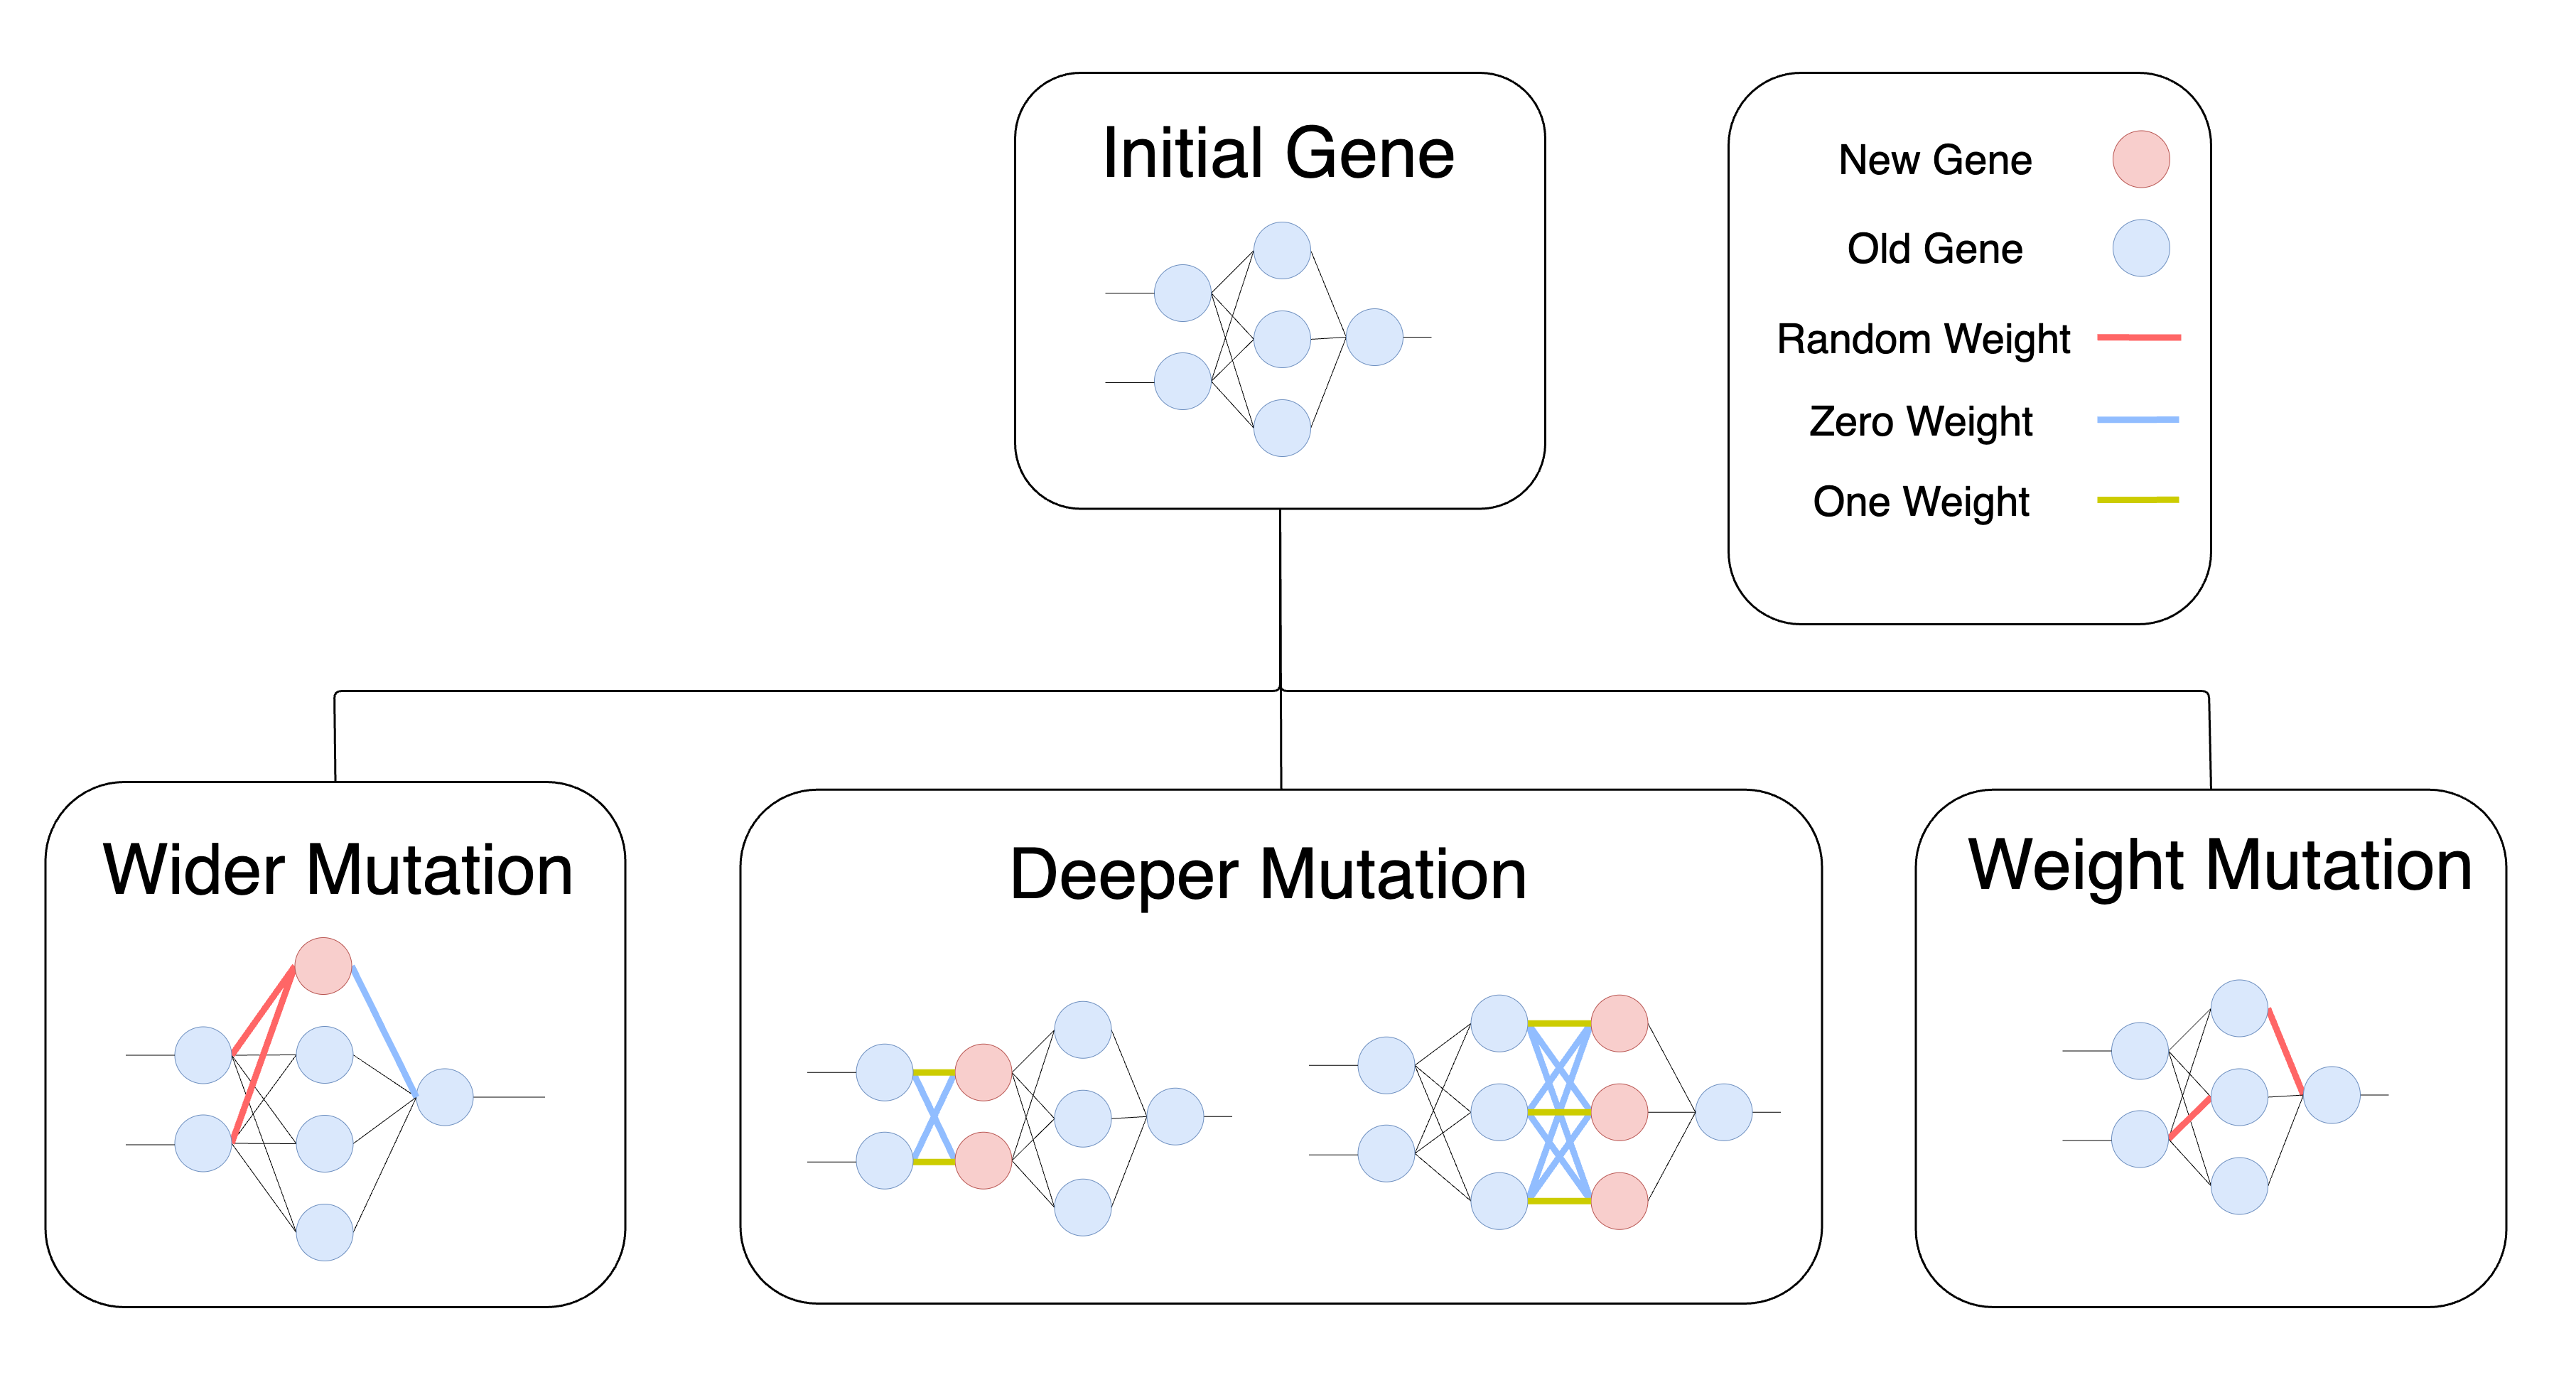 Initial Gene
New Gene
Old Gene
Random Weight
Zero Weight
One Weight
Wider Mutation
Deeper Mutation
Weight Mutation